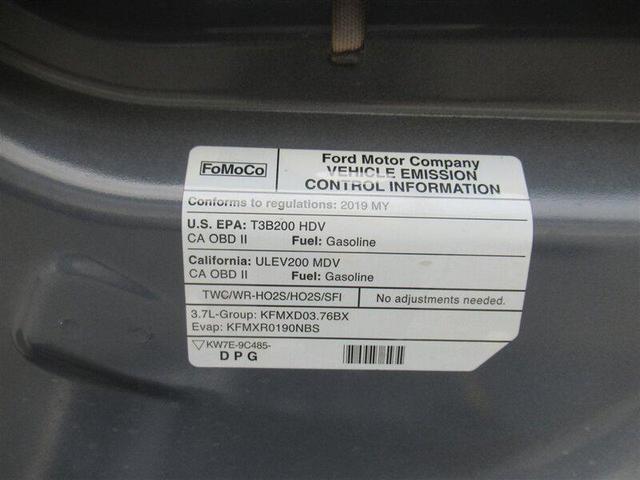 FoMoCo
Ford Motor Company
VEHICLE EMISSION
CONTROL INFORMATION
Conforms to regulations: 2019 MY
U.S. EPA: T3B200 HDV
CA OBD II Fuel: Gasoline
California: ULEV200 MDV
CA OBD II Fuel: Gasoline
TWC/WR-HO2S/HO2S/SFI No adjustments needed.
3.7L-Group: KFMXD03.76BX
Evap: KFMXR0190NBS
KW7E-9C485-
D P G